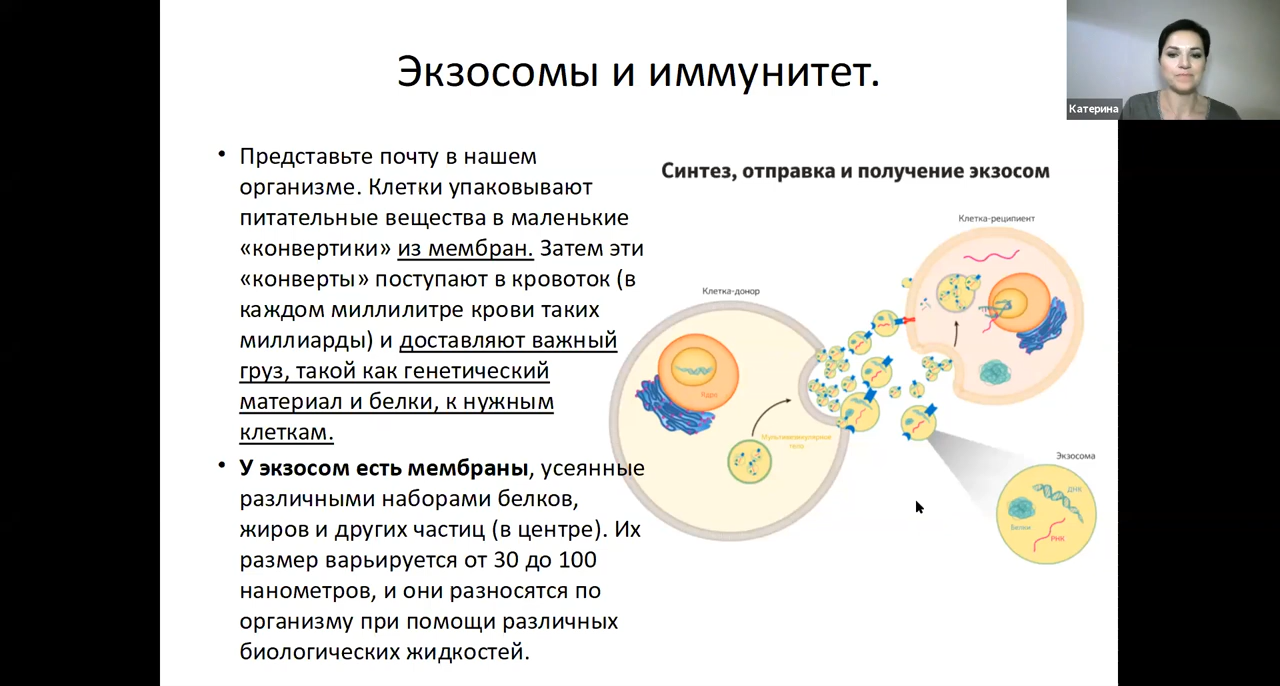 Экзосомы и иммунитет.
Катерина
• Представьте почту в нашем
организме. Клетки упаковывают
питательные вещества в маленькие
«конвертики» из мембран. Затем эти
«конверты» поступают в кровоток (в
каждом миллилитре крови таких
миллиарды) и доставляют важный
груз, такой как генетический
материал и белки, к нужным
клеткам.
• У экзосом есть мембраны, усеянные
различными наборами белков,
жиров и других частиц (в центре). Их
размер варьируется от 30 до 100
нанометров, и они разносятся по
организму при помощи различных
биологических жидкостей.
Синтез, отправка и получение экзосом
Клетка-реципиент
Клетка-донор
Ядро
Мультивезикулярное
тело
Экзосома
ДНК
Белки
РНК